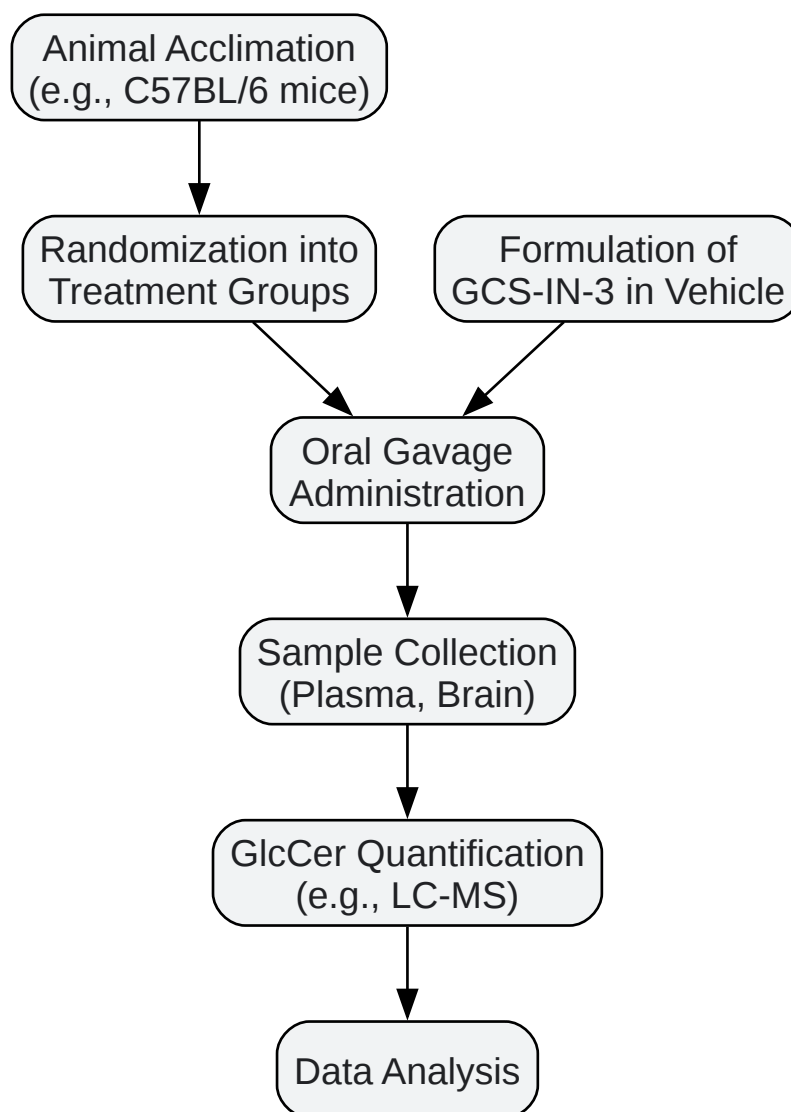 Animal Acclimation
(e.g., C57BL/6 mice)
Randomization into
Treatment Groups
Formulation of
GCS-IN-3 in Vehicle
Oral Gavage
Administration
Sample Collection
(Plasma, Brain)
GlcCer Quantification
(e.g., LC-MS)
Data Analysis